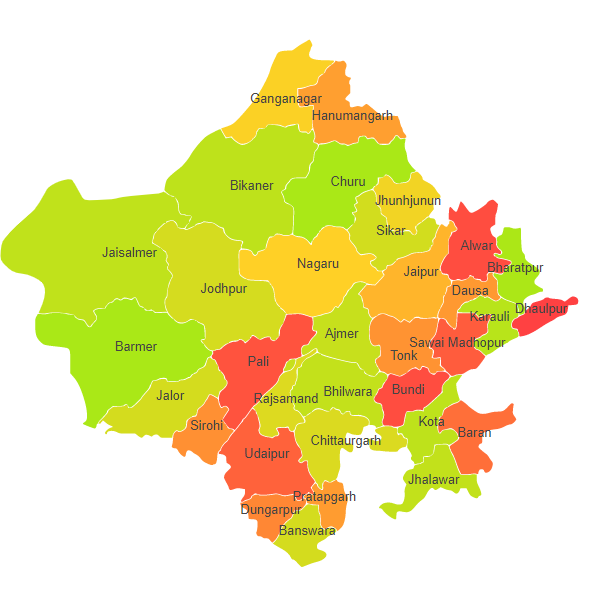 Ganganagar
Hanumangarh
Churu
Bikaner
Jhunhjunun
Sikar
Alwar
Jaisalmer
Nagaru
Jaipur
Bharatpur
Jodhpur
Dausa
Dhaulpur
Karauli
Ajmer
Sawai Madhopur
Barmer
Tonk
Pali
Bundi
Jalor
Rajsamand
Bhilwara
Kota
Sirohi
Baran
Chittaurgarh
Udaipur
Jhalawar
Pratapgarh
Dungarpur
Banswara